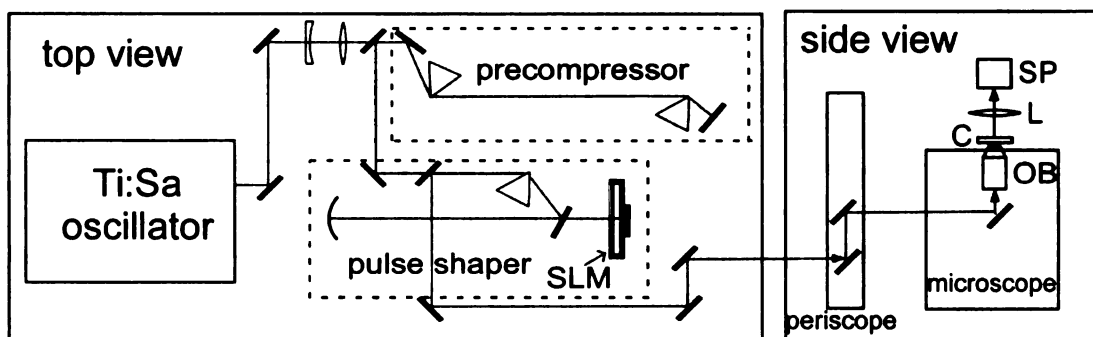 top view
precompressor
Ti:Sa
oscillator
pulse shaper
SLM
side view
SP
L
C
OB
microscope
periscope